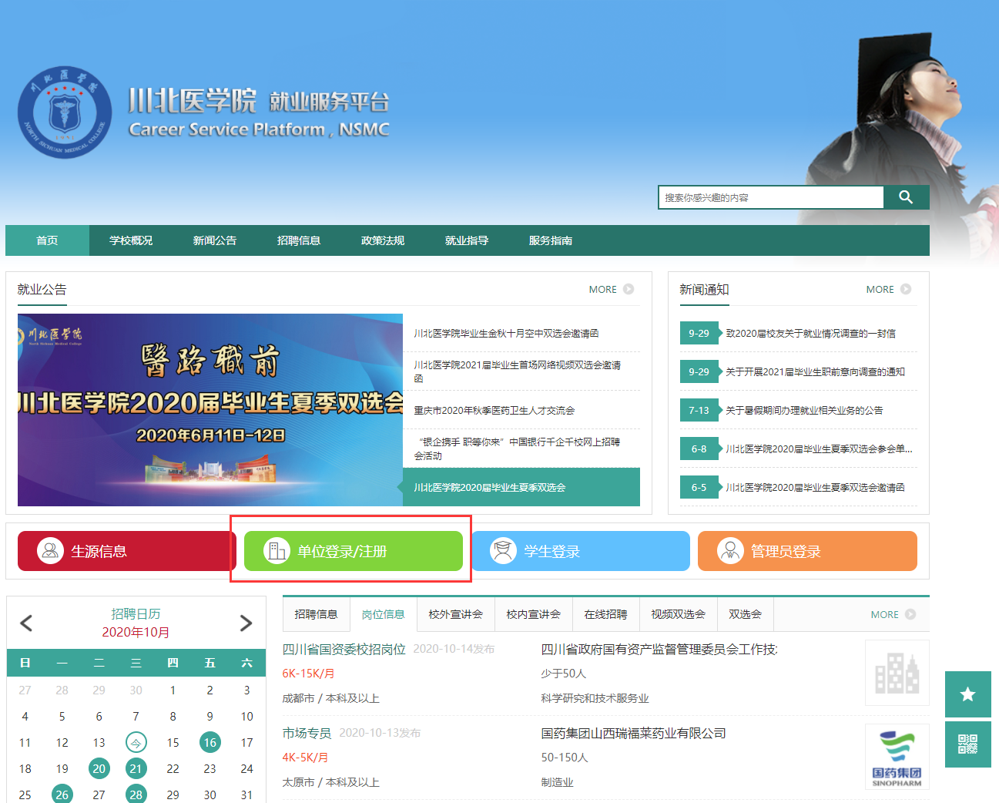 川北医学院
NORTH SICHUAN MEDICAL COLLEGE
1951
川北医学院 就业服务平台
Career Service Platform , NSMC
搜索你感兴趣的内容
首页 学校概况 新闻公告 招聘信息 政策法规 就业指导 服务指南
就业公告 MORE
川北医学院
North Sichuan Medical College
醫路職前
川北医学院2020届毕业生夏季双选会
2020年6月11日-12日
川北医学院毕业生金秋十月空中双选会邀请函
川北医学院2021届毕业生首场网络视频双选会邀请
函
重庆市2020年秋季医药卫生人才交流会
“银企携手 职等你来”中国银行千企千校网上招聘
会活动
川北医学院2020届毕业生夏季双选会
新闻通知 MORE
9-29 致2020届校友关于就业情况调查的一封信
9-29 关于开展2021届毕业生职前意向调查的通知
7-13 关于暑假期间办理就业相关业务的公告
6-8 川北医学院2020届毕业生夏季双选会参会单...
6-5 川北医学院2020届毕业生夏季双选会邀请函
生源信息 单位登录/注册 学生登录 管理员登录
招聘日历
2020年10月
日 一 二 三 四 五 六
27 28 29 30 1 2 3
4 5 6 7 8 9 10
11 12 13 今 15 16 17
18 19 20 21 22 23 24
25 26 27 28 29 30 31
招聘信息 岗位信息 校外宣讲会 校内宣讲会 在线招聘 视频双选会 双选会 MORE
四川省国资委校招岗位 2020-10-14发布 四川省政府国有资产监督管理委员会工作技
6K-15K/月 少于50人
成都市 / 本科及以上 科学研究和技术服务业
市场专员 2020-10-13发布 国药集团山西瑞福莱药业有限公司
4K-5K/月 50-150人
太原市 / 本科及以上 制造业
国药集团
SINOPHARM